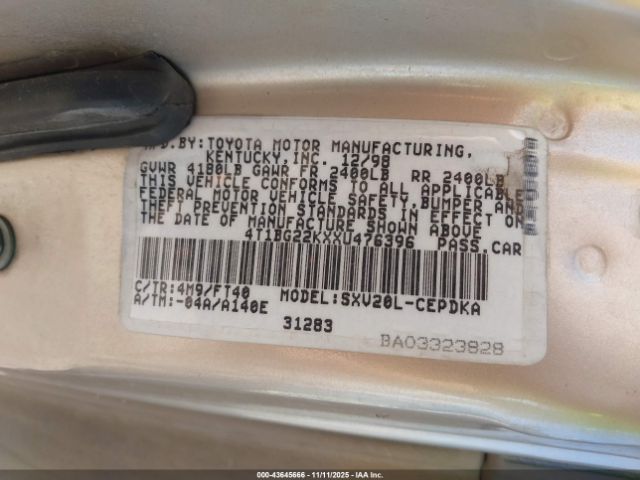 MFD.BY:TOYOTA MOTOR MANUFACTURING,
KENTUCKY,INC. 12/98
GVWR 4180LB GAWR FR 2400LB RR 2400LB
THIS VEHICLE CONFORMS TO ALL APPLICABLE
FEDERAL MOTOR VEHICLE SAFETY,BUMPER AND
THEFT PREVENTION STANDARDS IN EFFECT ON
THE DATE OF MANUFACTURE SHOWN ABOVE
4T1BG22KXXU476396 PASS.CAR
C/TR:4M9/FT40 MODEL:SXV20L-CEPDKA
A/TM:-04A/A140E
31283
BA03323828
00-43645666 - 11/11/2025 - IAA Inc.